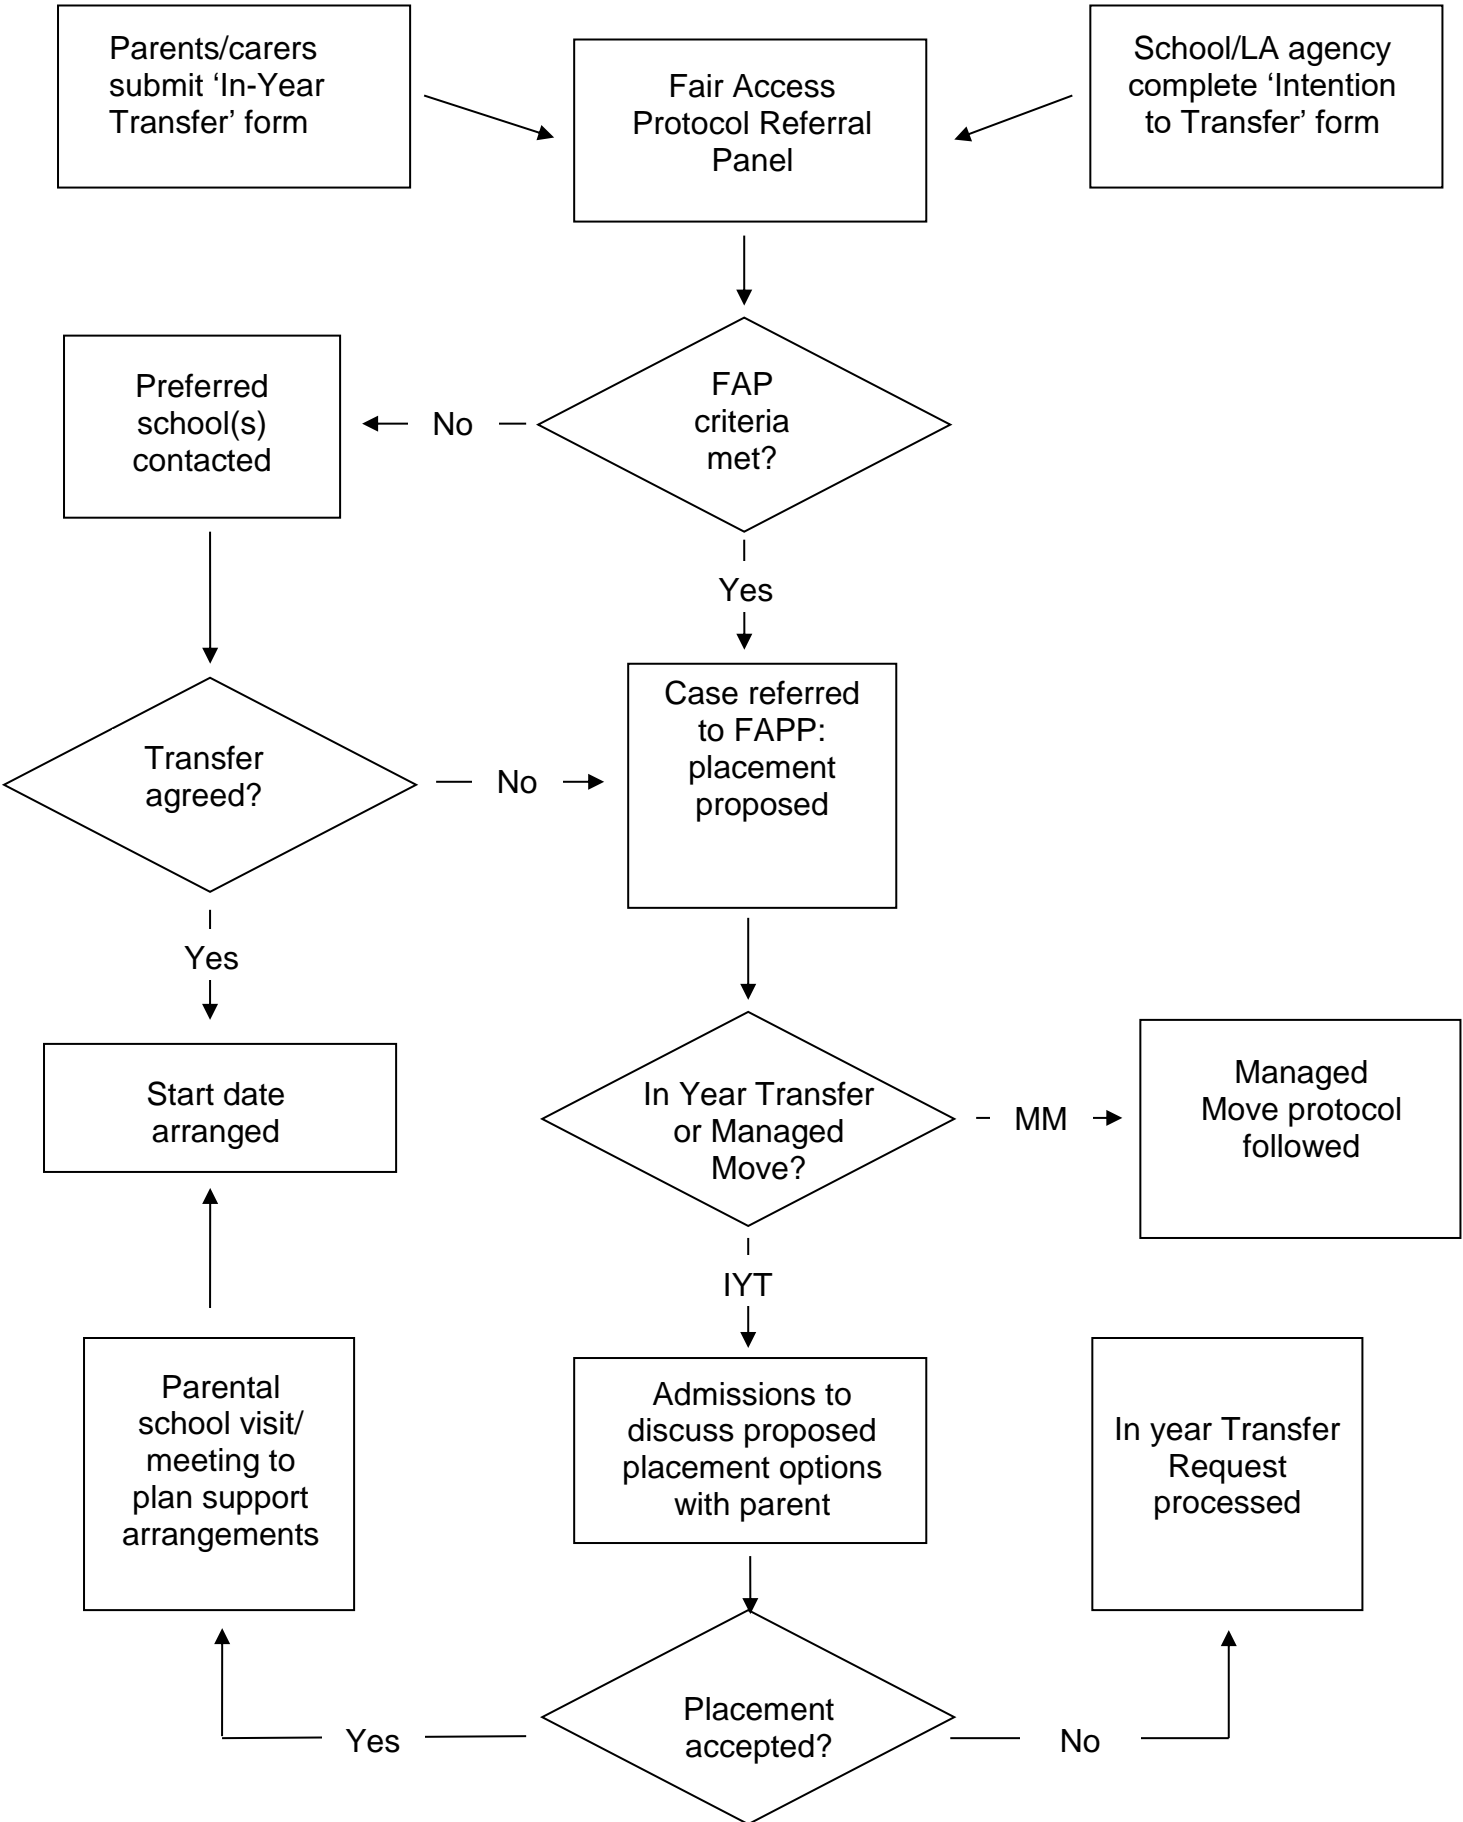 Parents/carers
submit ‘In-Year
Transfer’ form
Fair Access
Protocol Referral
Panel
School/LA agency
complete ‘Intention
to Transfer’ form
Preferred
school(s)
contacted
No
FAP
criteria
met?
Yes
Transfer
agreed?
No
Case referred
to FAPP:
placement
proposed
Yes
Start date
arranged
In Year Transfer
or Managed
Move?
MM
Managed
Move protocol
followed
IYT
Parental
school visit/
meeting to
plan support
arrangements
Admissions to
discuss proposed
placement options
with parent
In year Transfer
Request
processed
Yes
Placement
accepted?
No